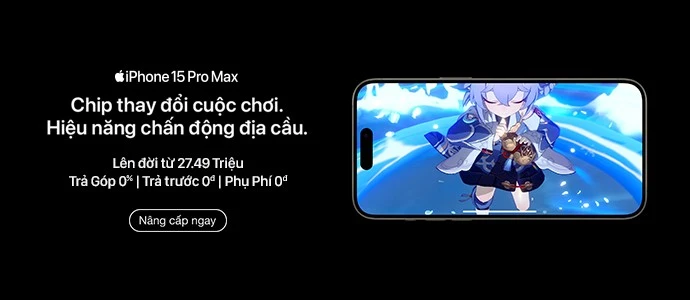 iPhone 15 Pro Max
Chip thay đổi cuộc chơi.
Hiệu năng chấn động địa cầu.
Lên đời từ 27.49 Triệu
Trả Góp 0% | Trả trước 0đ | Phụ Phí 0đ
Nâng cấp ngay